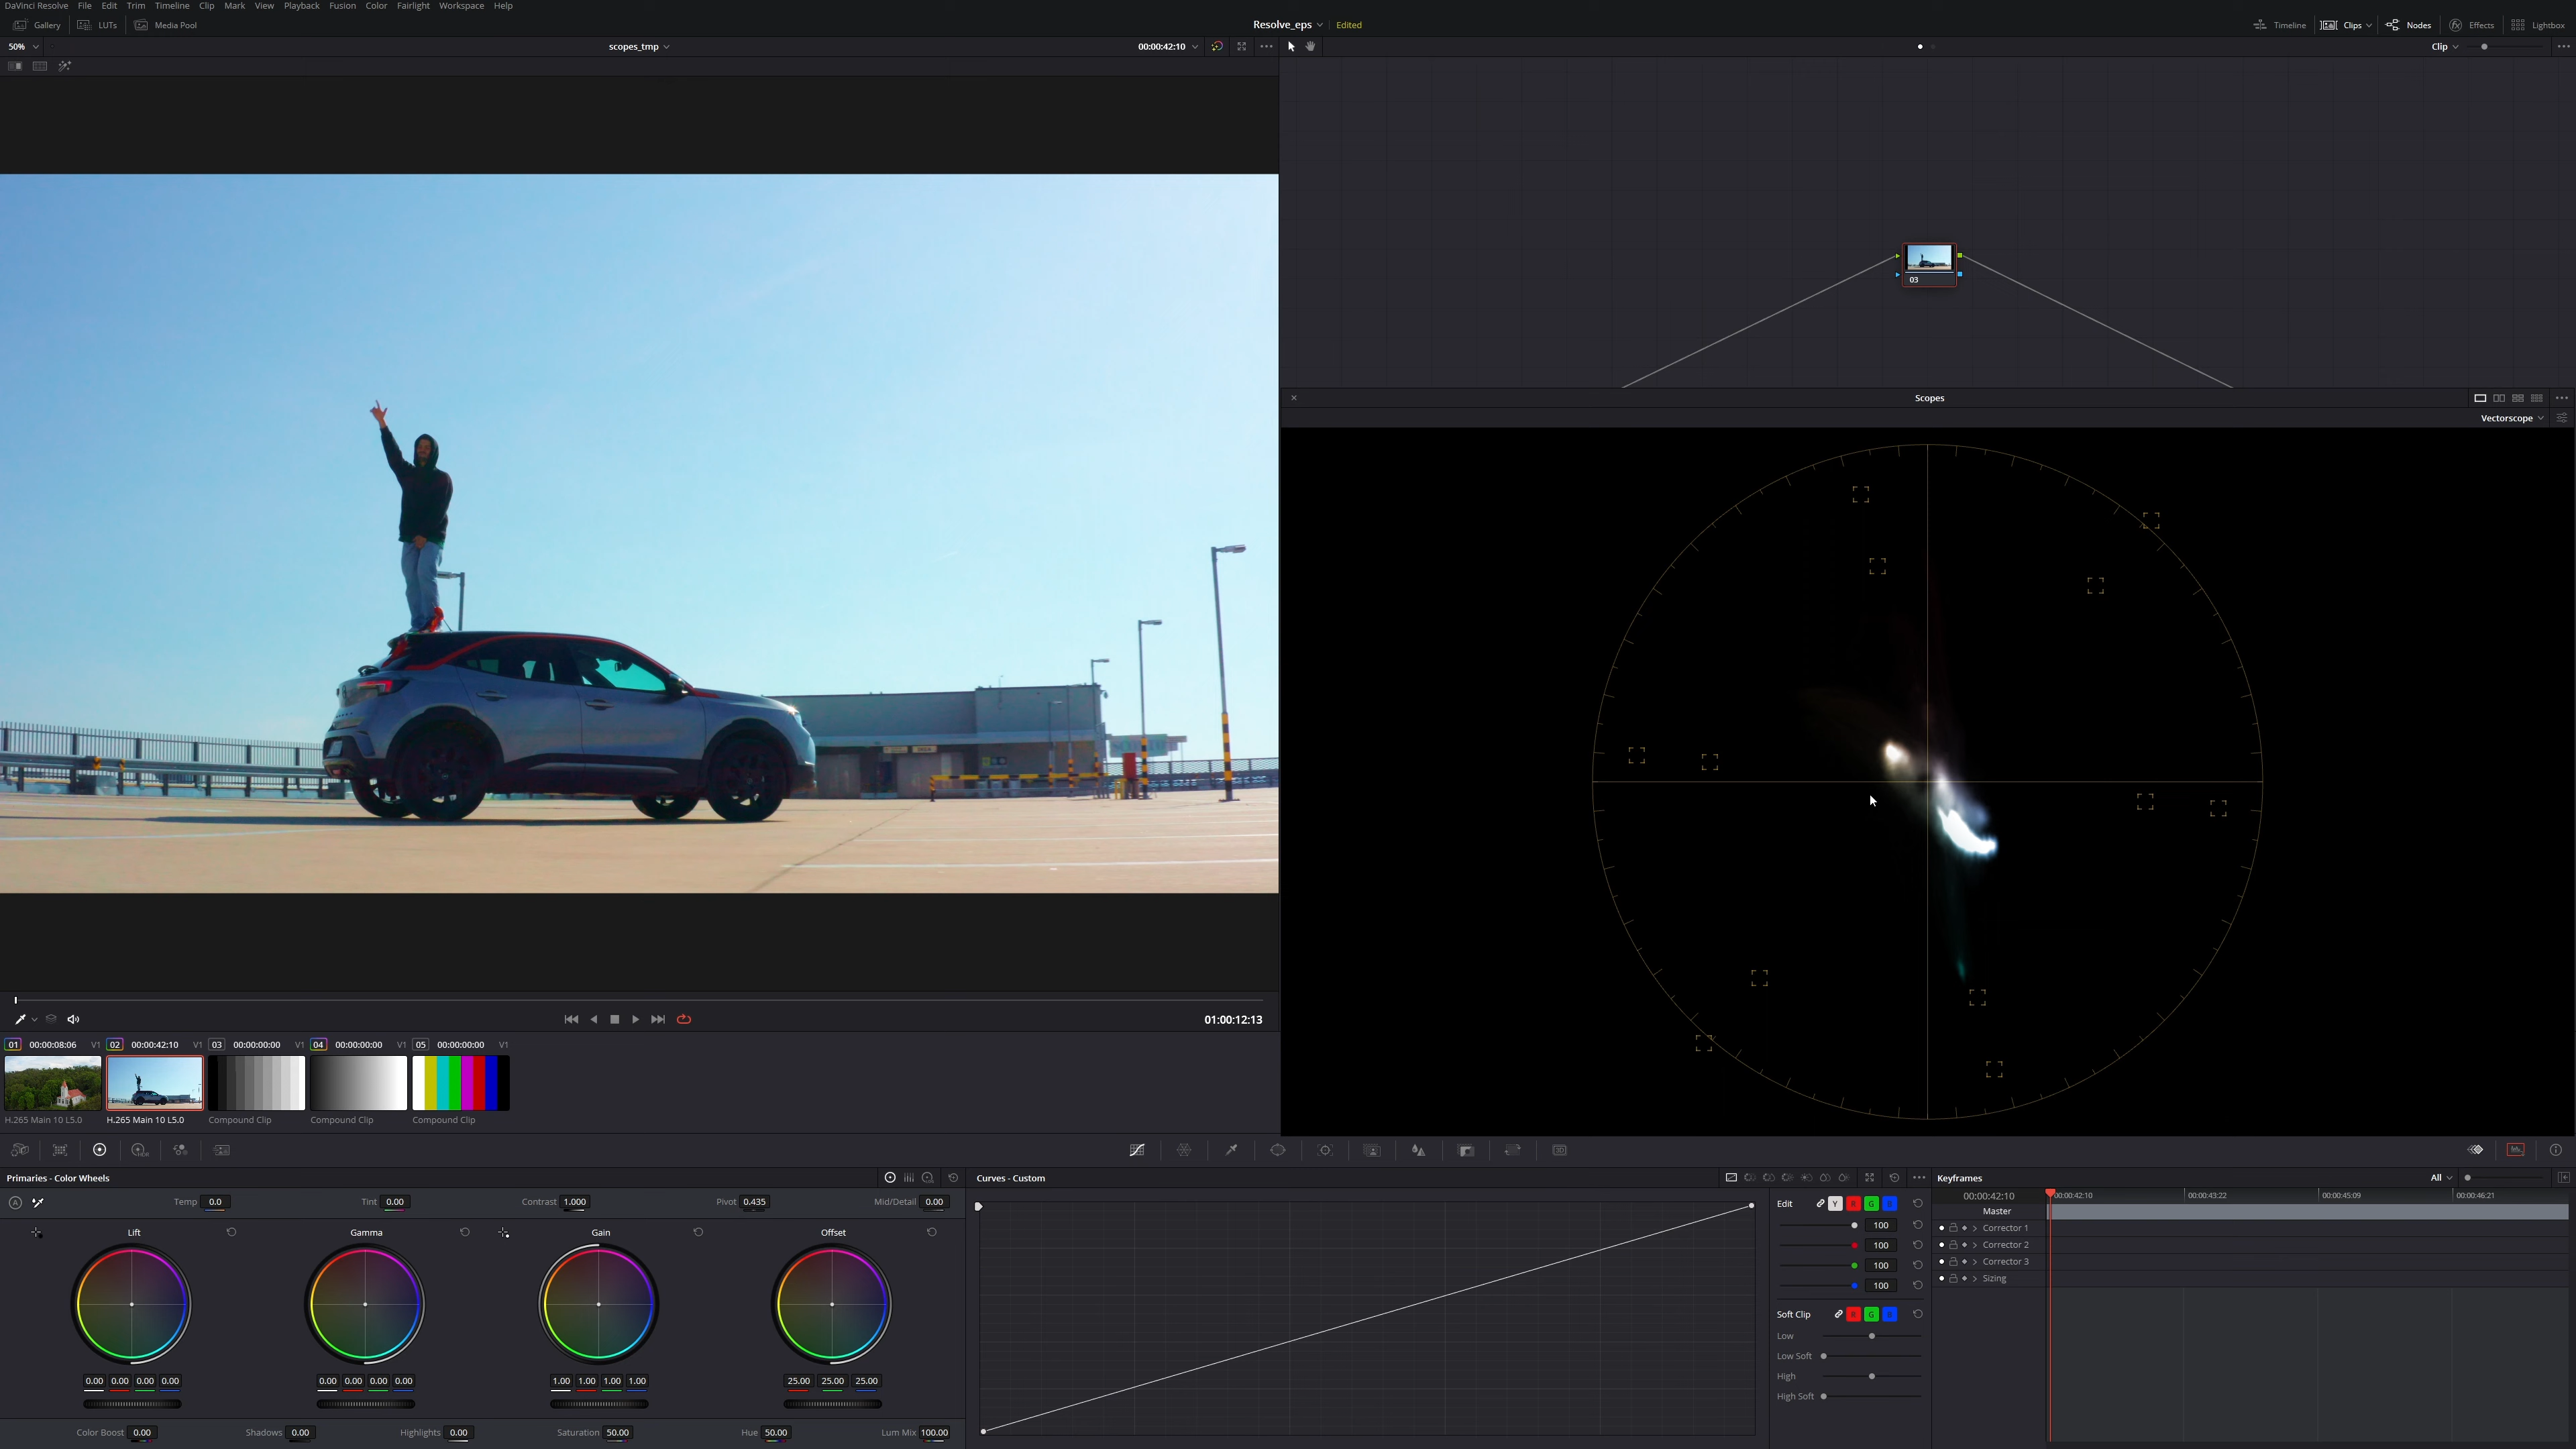 DaVinci Resolve File Edit Trim Timeline Clip Mark View Playback Fusion Color Fairlight Workspace Help
Gallery LUTs Media Pool Resolve_eps Edited Timeline Clips Nodes Effects Lightbox
50% scopes_tmp 00:00:42:10 Clip
03
Scopes
Vectorscope
01:00:12:13
01 00:00:08:06 V1 02 00:00:42:10 V1 03 00:00:00:00 V1 04 00:00:00:00 V1 05 00:00:00:00 V1
H.265 Main 10 L5.0 H.265 Main 10 L5.0 Compound Clip Compound Clip Compound Clip
Primaries - Color Wheels Curves - Custom Keyframes All
Temp 0.0 Tint 0.00 Contrast 1.000 Pivot 0.435 Mid/Detail 0.00
Lift Gamma Gain Offset
0.00 0.00 0.00 0.00 0.00 0.00 0.00 0.00 1.00 1.00 1.00 1.00 25.00 25.00 25.00
Color Boost 0.00 Shadows 0.00 Highlights 0.00 Saturation 50.00 Hue 50.00 Lum Mix 100.00
Edit Y R G B
100
100
100
100
Soft Clip R G B
Low
Low Soft
High
High Soft
00:00:42:10 00:00:42:10 00:00:43:22 00:00:45:09 00:00:46:21
Master
Corrector 1
Corrector 2
Corrector 3
Sizing